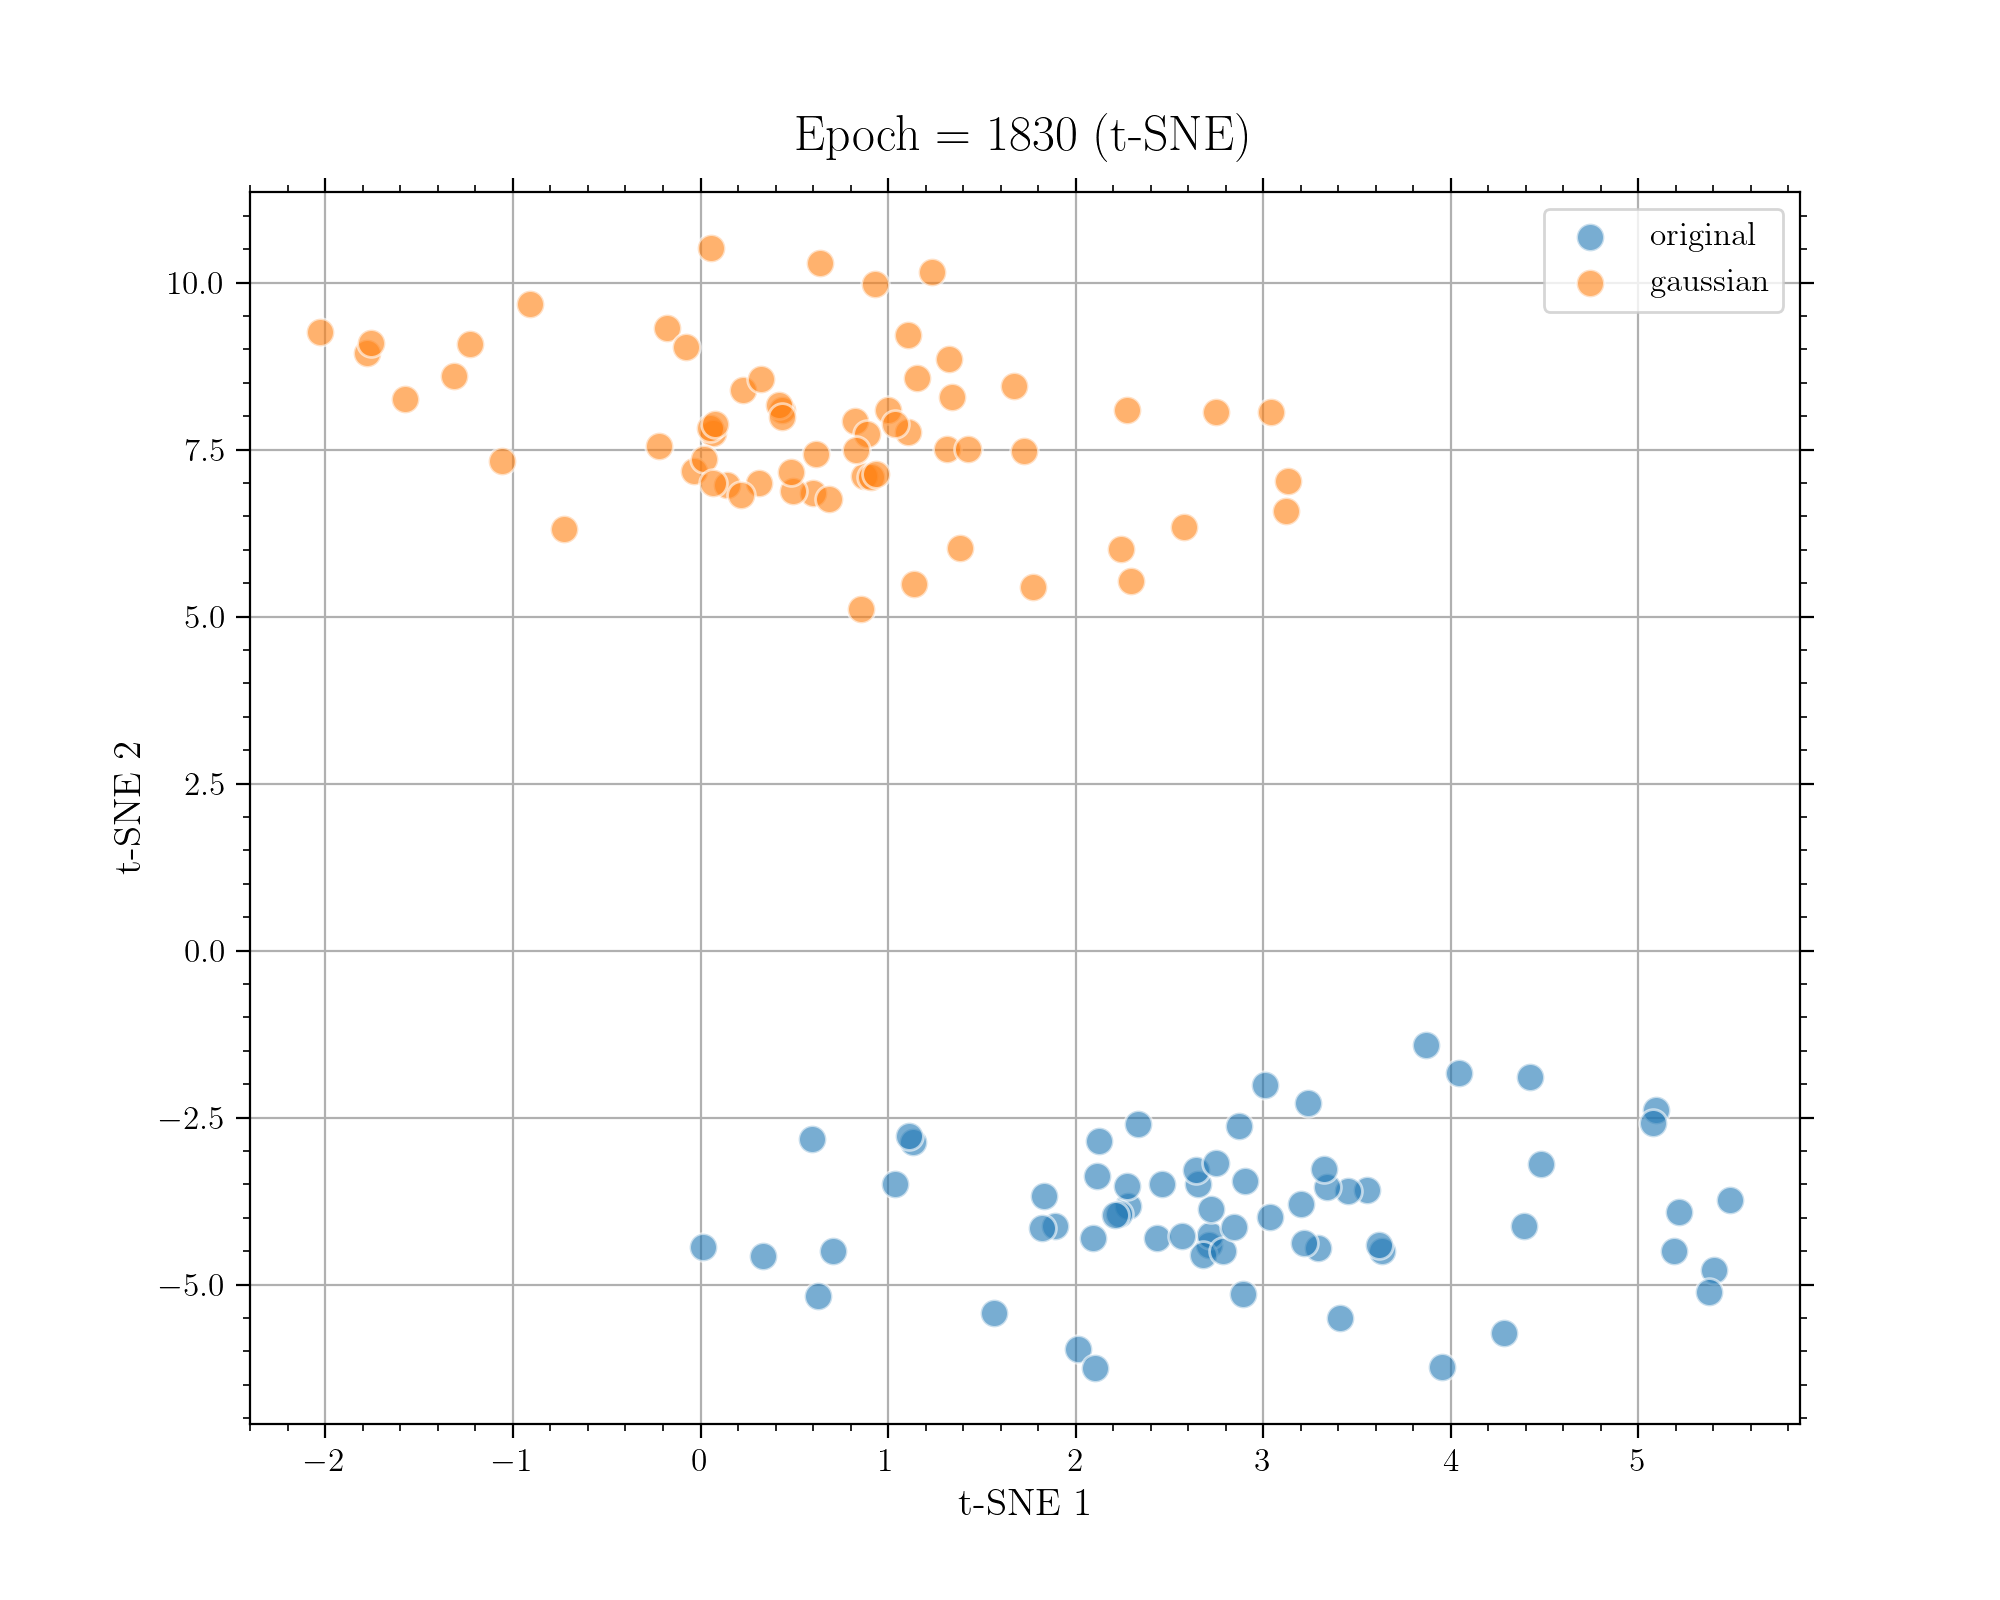 Epoch = 1830 (t-SNE)
original
gaussian
10.0
7.5
5.0
2.5
0.0
−2.5
−5.0
t-SNE 2
−2 −1 0 1 2 3 4 5
t-SNE 1